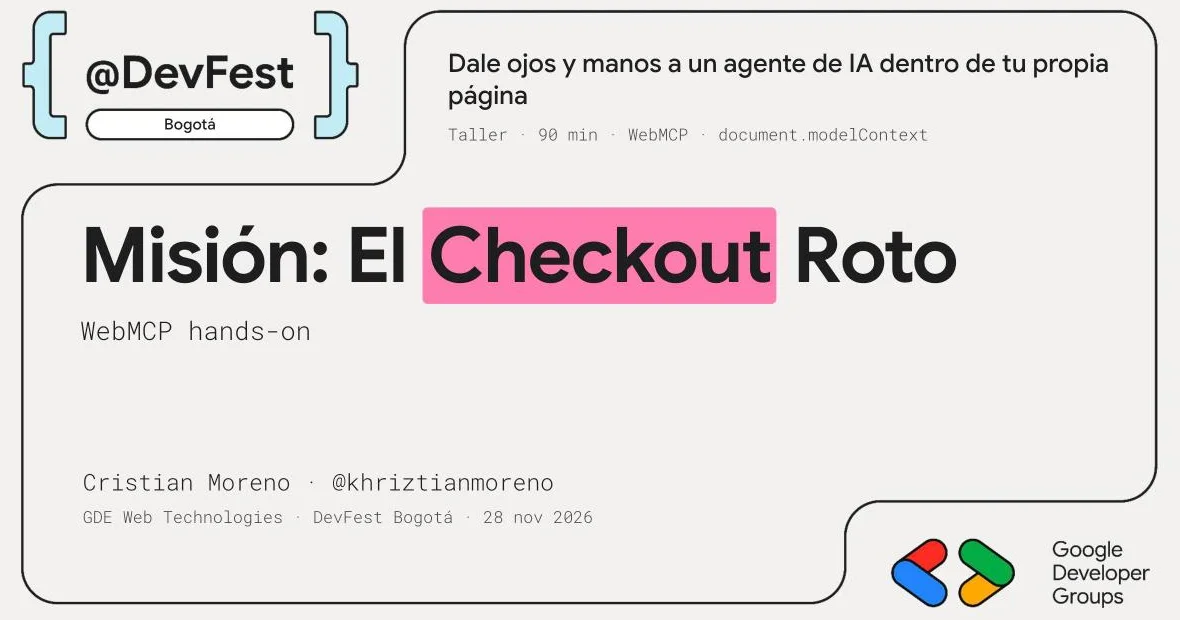 @DevFest
Bogotá
Dale ojos y manos a un agente de IA dentro de tu propia
página
Taller · 90 min · WebMCP · document.modelContext
Misión: El Checkout Roto
WebMCP hands-on
Cristian Moreno · @khriztianmoreno
GDE Web Technologies · DevFest Bogotá · 28 nov 2026
Google
Developer
Groups